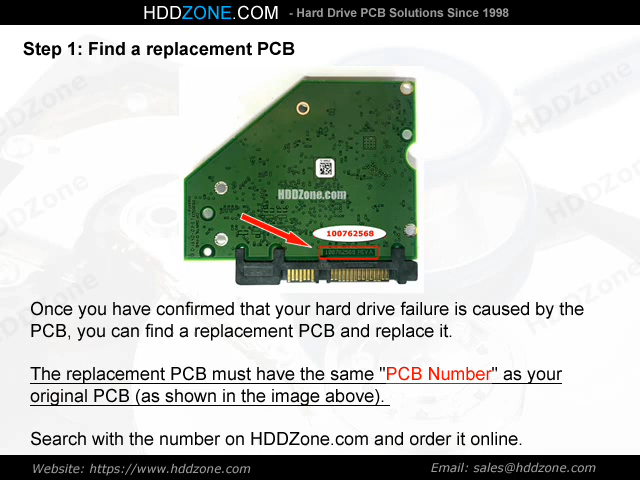 HDDZONE.COM - Hard Drive PCB Solutions Since 1998
Step 1: Find a replacement PCB
HDDZone.com
100762568
100762568 REV A
Once you have confirmed that your hard drive failure is caused by the
PCB, you can find a replacement PCB and replace it.
The replacement PCB must have the same "PCB Number" as your
original PCB (as shown in the image above).
Search with the number on HDDZone.com and order it online.
Website: https://www.hddzone.com Email: sales@hddzone.com